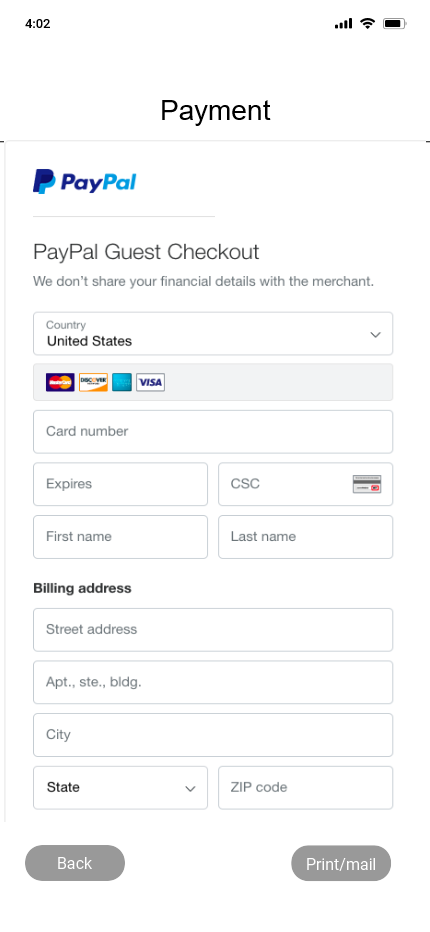 4:02
Payment
PayPal
PayPal Guest Checkout
We don't share your financial details with the merchant.
Country
United States
MasterCard DISCOVER VISA
Card number
Expires CSC
First name Last name
Billing address
Street address
Apt., ste., bldg.
City
State ZIP code
Back Print/mail